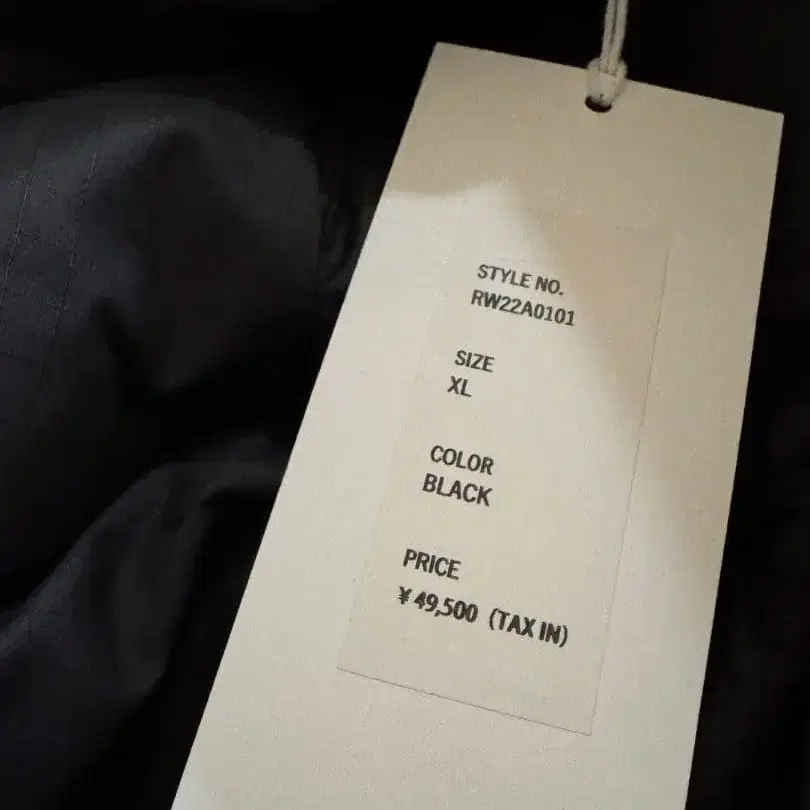 STYLE NO.
RW22A0101
SIZE
XL
COLOR
BLACK
PRICE
¥ 49,500 (TAX IN)